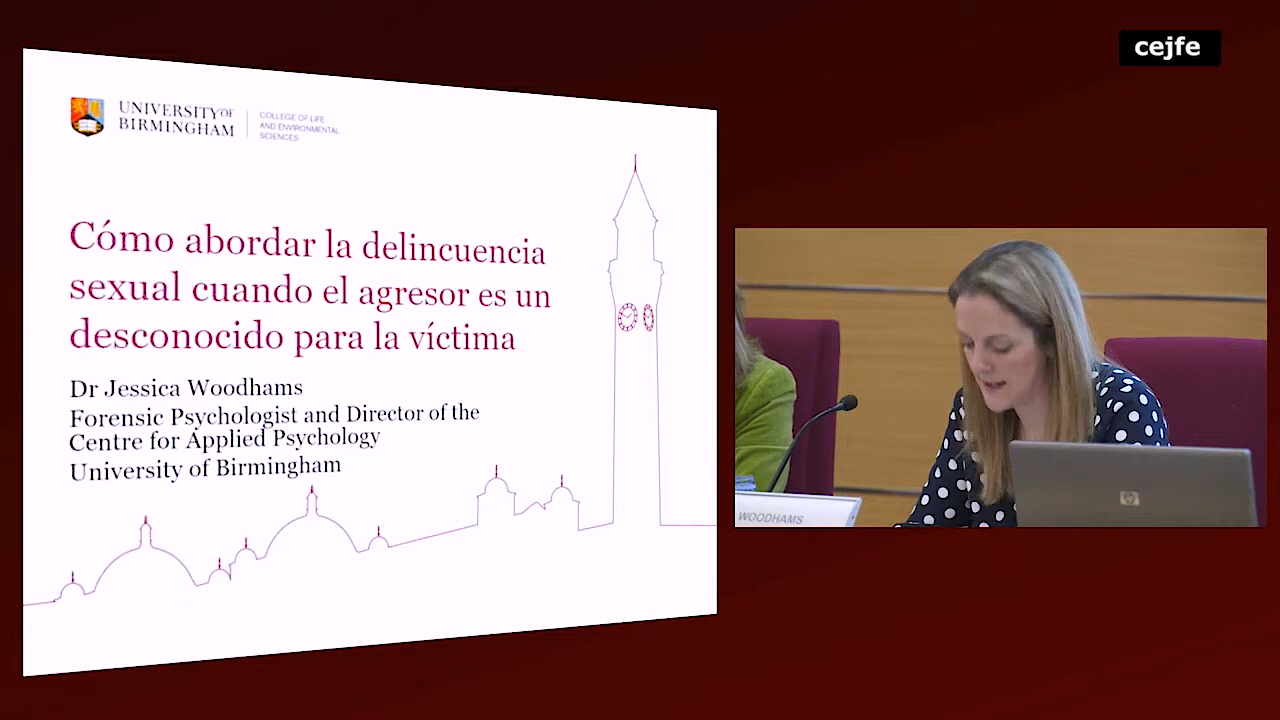 cejfe
UNIVERSITY OF
BIRMINGHAM
COLLEGE OF LIFE
AND ENVIRONMENTAL
SCIENCES
Cómo abordar la delincuencia
sexual cuando el agresor es un
desconocido para la víctima
Dr Jessica Woodhams
Forensic Psychologist and Director of the
Centre for Applied Psychology
University of Birmingham
WOODHAMS
hp